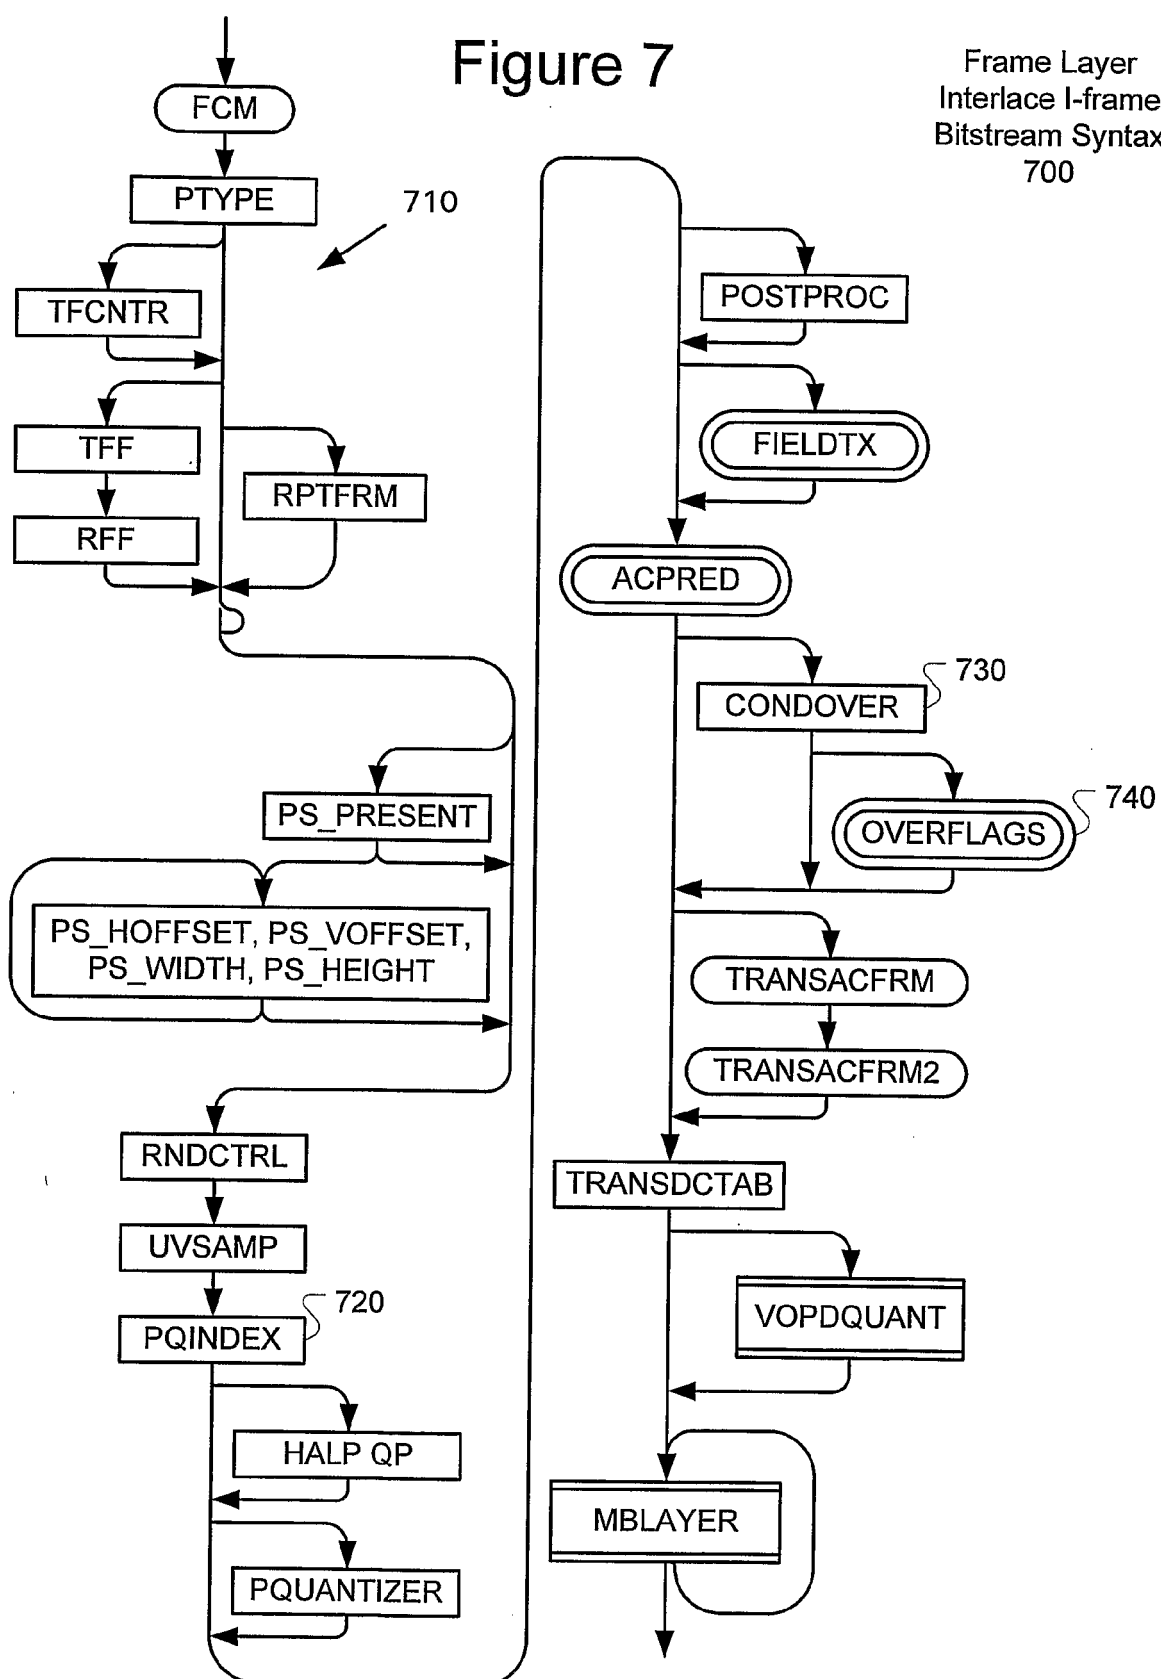 Figure 7
Frame Layer
Interlace I-frame
Bitstream Syntax
700
FCM
PTYPE
710
TFCNTR
TFF
RPTFRM
RFF
PS_PRESENT
PS_HOFFSET, PS_VOFFSET,
PS_WIDTH, PS_HEIGHT
RNDCTRL
UVSAMP
PQINDEX
720
HALP QP
PQUANTIZER
POSTPROC
FIELDTX
ACPRED
CONDOVER
730
OVERFLAGS
740
TRANSACFRM
TRANSACFRM2
TRANSDCTAB
VOPDQUANT
MBLAYER